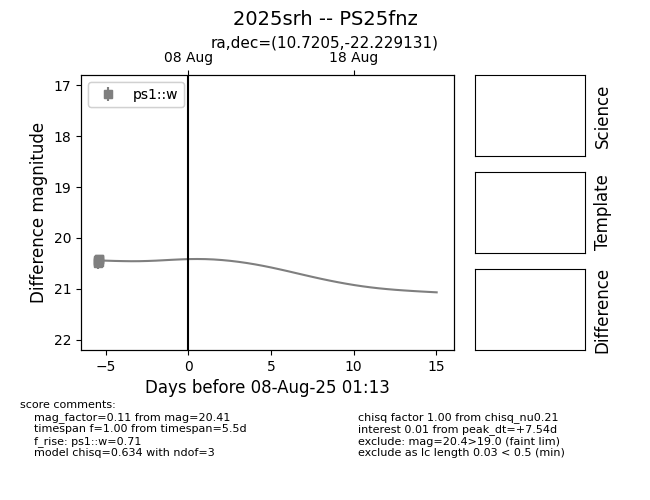 2025srh -- PS25fnz
ra,dec=(10.7205,-22.229131)
08 Aug
18 Aug
ps1::w
17
18
19
20
21
22
Difference magnitude
−5
0
5
10
15
Days before 08-Aug-25 01:13
Science
Template
Difference
score comments:
mag_factor=0.11 from mag=20.41
timespan f=1.00 from timespan=5.5d
f_rise: ps1::w=0.71
model chisq=0.634 with ndof=3
chisq factor 1.00 from chisq_nu0.21
interest 0.01 from peak_dt=+7.54d
exclude: mag=20.4>19.0 (faint lim)
exclude as lc length 0.03 < 0.5 (min)